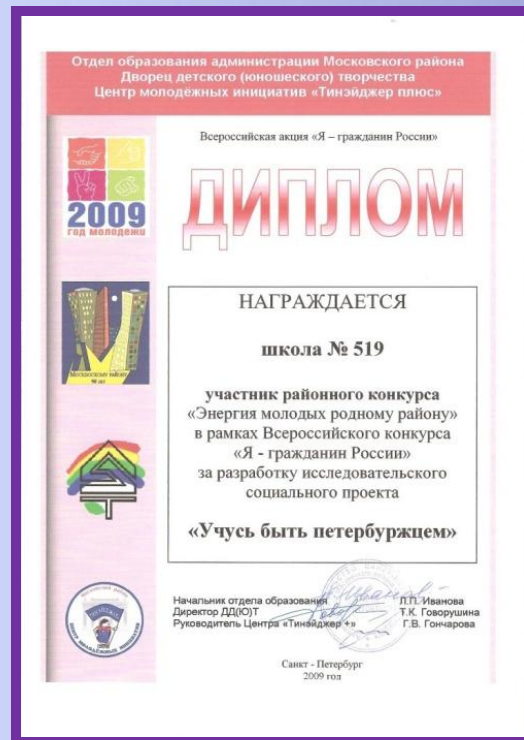 Отдел образования администрации Московского района
Дворец детского (юношеского) творчества
Центр молодёжных инициатив «Тинэйджер плюс»
Всероссийская акция «Я – гражданин России»
ДИПЛОМ
2009
ГОД МОЛОДЕЖИ
НАГРАЖДАЕТСЯ
школа № 519
участник районного конкурса
«Энергия молодых родному району»
в рамках Всероссийского конкурса
«Я - гражданин России»
за разработку исследовательского
социального проекта
«Учусь быть петербуржцем»
Московскому району
Начальник отдела образования Л.П. Иванова
Директор ДД(Ю)Т Т.К. Говорушина
Руководитель Центра «Тинэйджер +» Г.В. Гончарова
Санкт - Петербург
2009 год